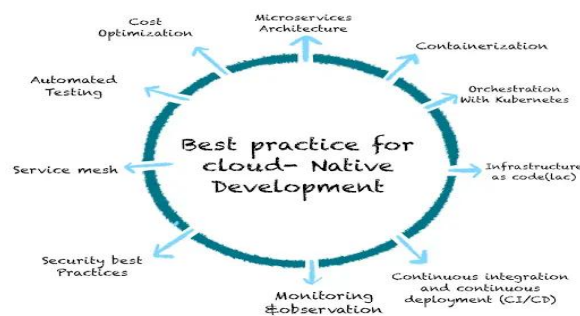 Best practice for
cloud- Native
Development
Microservices
Architecture
Containerization
Orchestration
With Kubernetes
Infrastructure
as code(Iac)
Continuous integration
and continuous
deployment (CI/CD)
Monitoring
&observation
Security best
Practices
Service mesh
Automated
Testing
Cost
Optimization